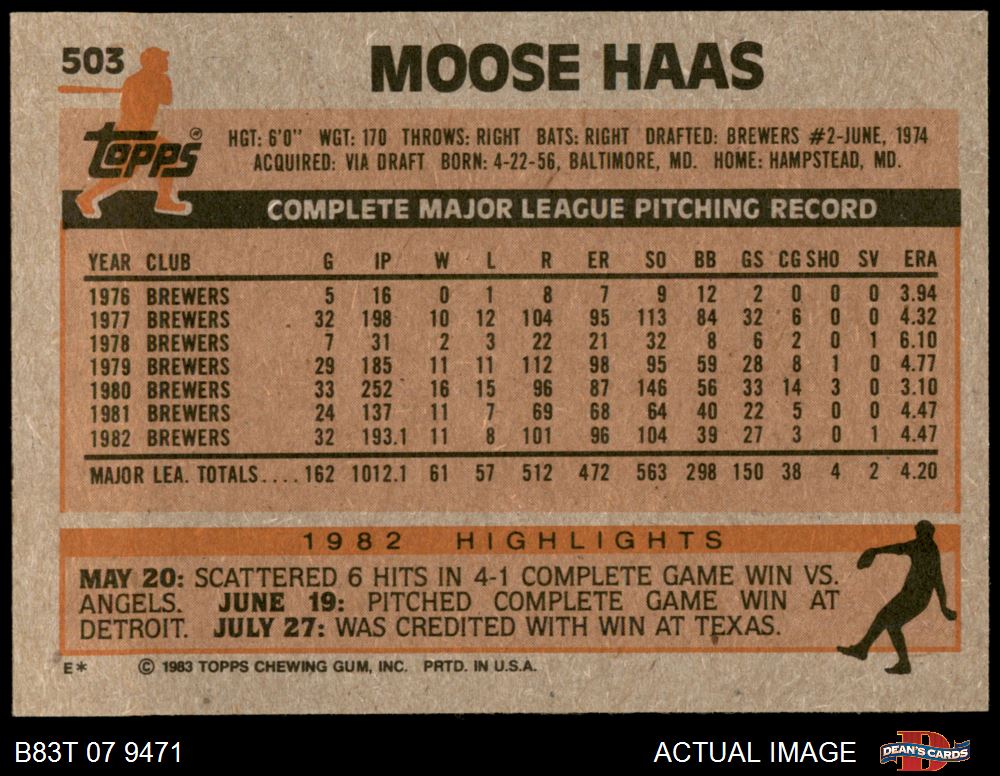 503
MOOSE HAAS
Topps®
HGT: 6'0" WGT: 170 THROWS: RIGHT BATS: RIGHT DRAFTED: BREWERS #2-JUNE, 1974
ACQUIRED: VIA DRAFT BORN: 4-22-56, BALTIMORE, MD. HOME: HAMPSTEAD, MD.
COMPLETE MAJOR LEAGUE PITCHING RECORD
YEAR CLUB G IP W L R ER SO BB GS CG SHO SV ERA
1976 BREWERS 5 16 0 1 8 7 9 12 2 0 0 0 3.94
1977 BREWERS 32 198 10 12 104 95 113 84 32 6 0 0 4.32
1978 BREWERS 7 31 2 3 22 21 32 8 6 2 0 1 6.10
1979 BREWERS 29 185 11 11 112 98 95 59 28 8 1 0 4.77
1980 BREWERS 33 252 16 15 96 87 146 56 33 14 3 0 3.10
1981 BREWERS 24 137 11 7 69 68 64 40 22 5 0 0 4.47
1982 BREWERS 32 193.1 11 8 101 96 104 39 27 3 0 1 4.47
MAJOR LEA. TOTALS.... 162 1012.1 61 57 512 472 563 298 150 38 4 2 4.20
1982 HIGHLIGHTS
MAY 20: SCATTERED 6 HITS IN 4-1 COMPLETE GAME WIN VS.
ANGELS. JUNE 19: PITCHED COMPLETE GAME WIN AT
DETROIT. JULY 27: WAS CREDITED WITH WIN AT TEXAS.
E* © 1983 TOPPS CHEWING GUM, INC. PRTD. IN U.S.A.
B83T 07 9471 ACTUAL IMAGE D DEAN'S CARDS